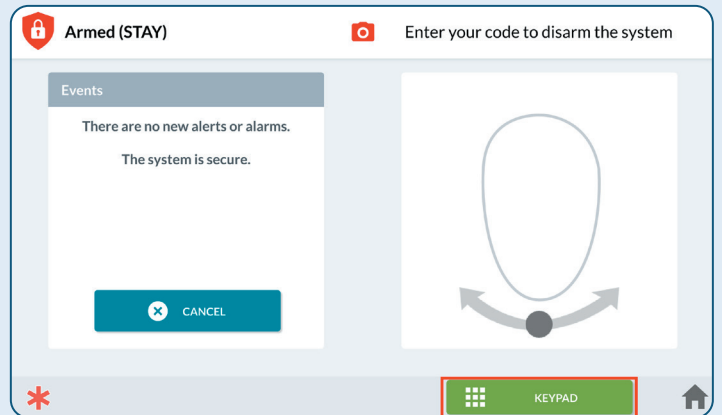 Armed (STAY)
Enter your code to disarm the system
Events
There are no new alerts or alarms.
The system is secure.
CANCEL
KEYPAD